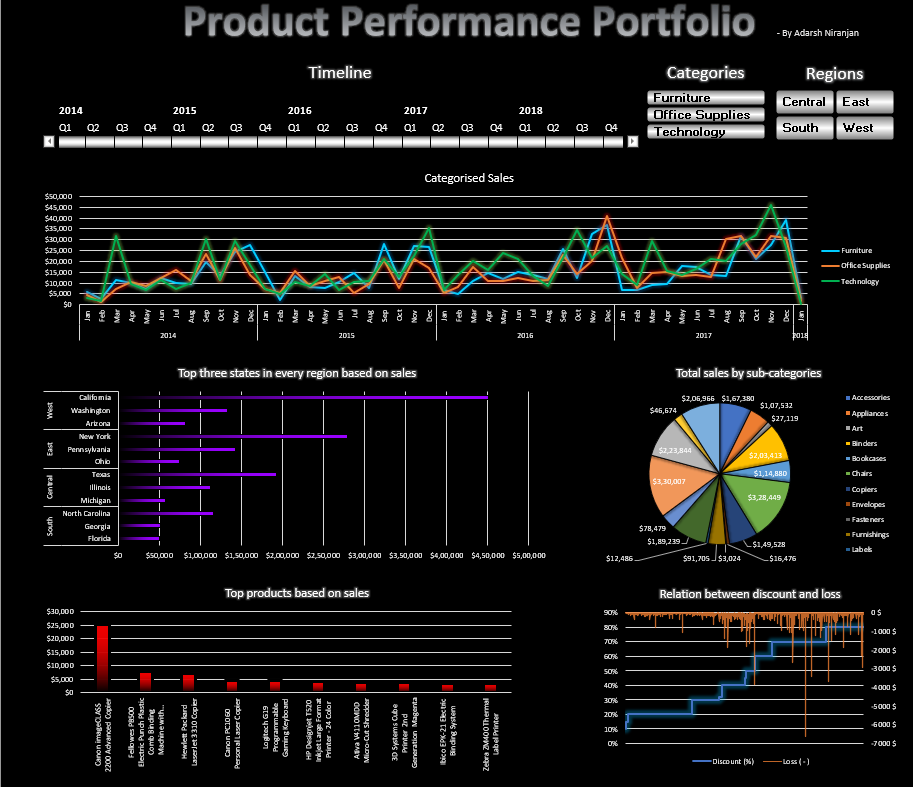 Product Performance Portfolio
- By Adarsh Niranjan
Timeline
Categories
Regions
2014 2015 2016 2017 2018
Q1 Q2 Q3 Q4 Q1 Q2 Q3 Q4 Q1 Q2 Q3 Q4 Q1 Q2 Q3 Q4 Q1 Q2 Q3 Q4
Furniture
Office Supplies
Technology
Central East
South West
Categorised Sales
$50,000
$45,000
$40,000
$35,000
$30,000
$25,000
$20,000
$15,000
$10,000
$5,000
$0
Jan Feb Mar Apr May Jun Jul Aug Sep Oct Nov Dec Jan Feb Mar Apr May Jun Jul Aug Sep Oct Nov Dec Jan Feb Mar Apr May Jun Jul Aug Sep Oct Nov Dec Jan Feb Mar Apr May Jun Jul Aug Sep Oct Nov Dec Jan
2014 2015 2016 2017 2018
Furniture
Office Supplies
Technology
Top three states in every region based on sales
West
California
Washington
Arizona
East
New York
Pennsylvania
Ohio
Central
Texas
Illinois
Michigan
South
North Carolina
Georgia
Florida
$0 $50,000 $1,00,000 $1,50,000 $2,00,000 $2,50,000 $3,00,000 $3,50,000 $4,00,000 $4,50,000 $5,00,000
Total sales by sub-categories
$1,67,380
$1,07,532
$27,119
$2,03,413
$1,14,880
$3,28,449
$1,49,528
$16,476
$3,024
$91,705
$12,486
$1,89,239
$78,479
$3,30,007
$2,23,844
$46,674
$2,06,966
Accessories
Appliances
Art
Binders
Bookcases
Chairs
Copiers
Envelopes
Fasteners
Furnishings
Labels
Top products based on sales
$30,000
$25,000
$20,000
$15,000
$10,000
$5,000
$0
Canon imageCLASS
2200 Advanced Copier
Fellowes PB500
Electric Punch Plastic
Comb Binding
Machine with...
Hewlett Packard
LaserJet 3310 Copier
Canon PC1060
Personal Laser Copier
Logitech G19
Programmable
Gaming Keyboard
HP Designjet T520
Inkjet Large Format
Printer - 24 Color
Ativa V4110MDD
Micro-Cut Shredder
3D Systems Cube
Printer 2nd
Generation Magenta
Ibico EPK-21 Electric
Binding System
Zebra ZM400 Thermal
Label Printer
Relation between discount and loss
90%
80%
70%
60%
50%
40%
30%
20%
10%
0%
0 $
-1000 $
-2000 $
-3000 $
-4000 $
-5000 $
-6000 $
-7000 $
Discount (%) Loss ( - )